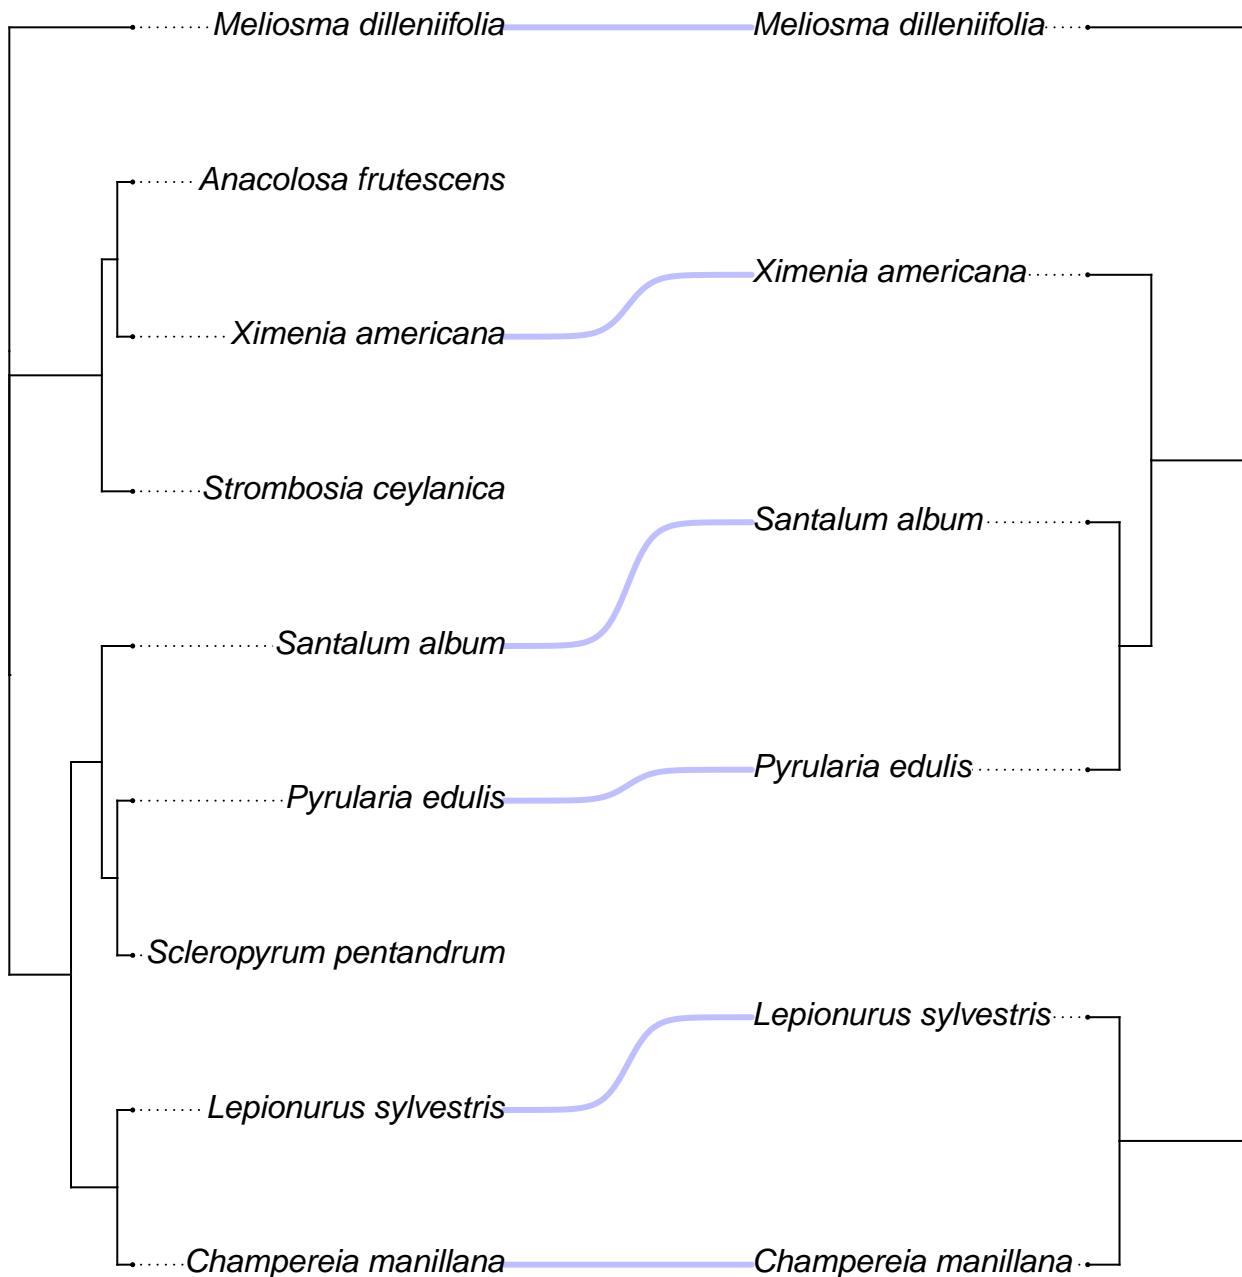 Meliosma dilleniifolia
Anacolosa frutescens
Ximenia americana
Strombosia ceylanica
Santalum album
Pyrularia edulis
Scleropyrum pentandrum
Lepionurus sylvestris
Champereia manillana
Meliosma dilleniifolia
Ximenia americana
Santalum album
Pyrularia edulis
Lepionurus sylvestris
Champereia manillana